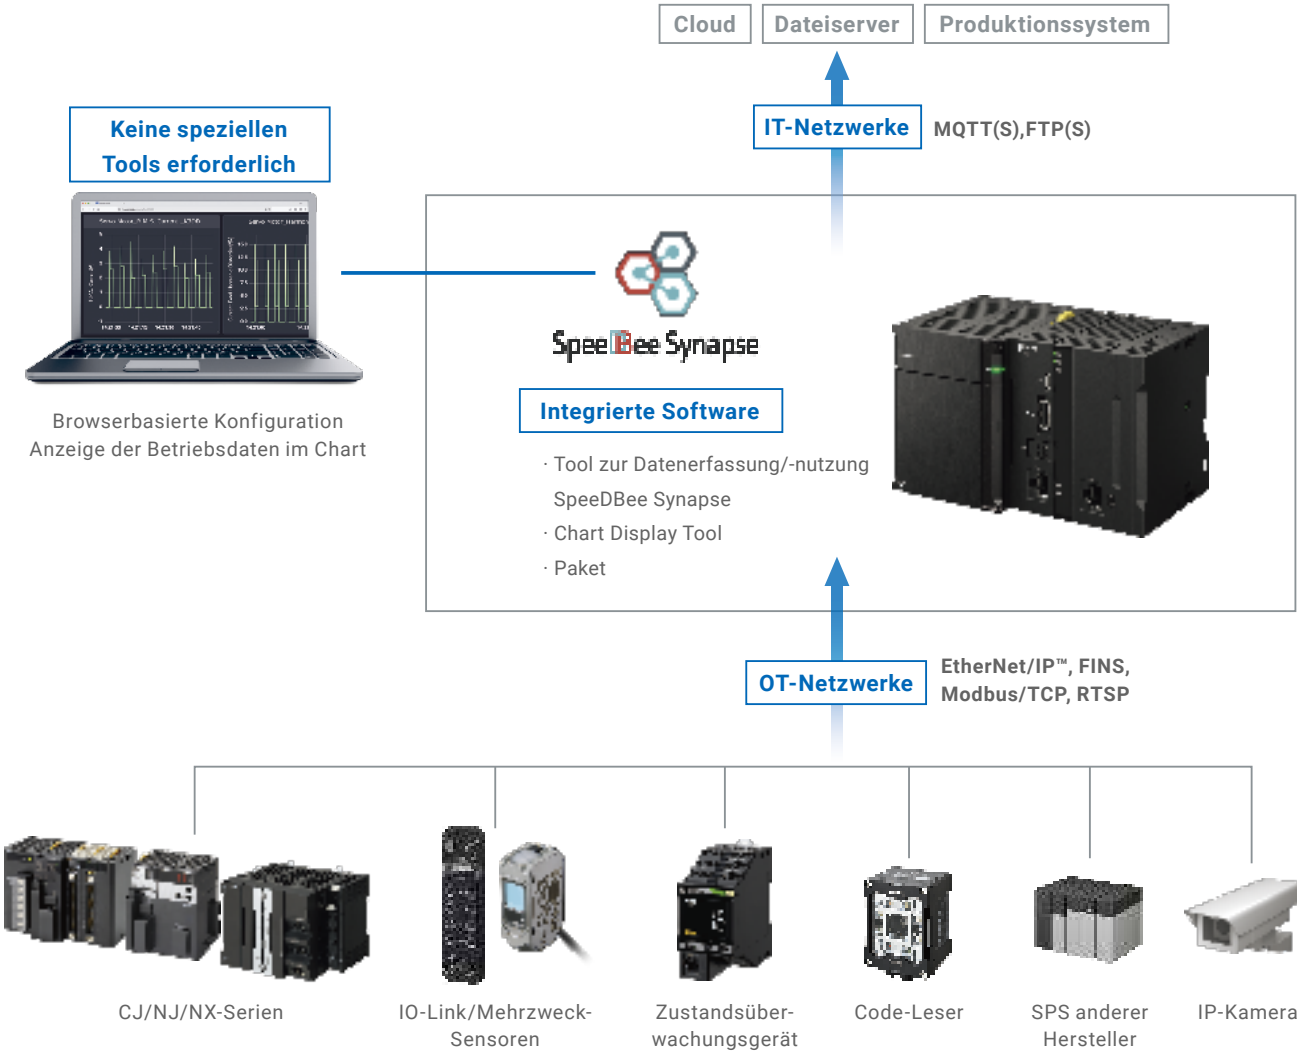 Cloud
Dateiserver
Produktionssystem
IT-Netzwerke
MQTT(S),FTP(S)
Keine speziellen
Tools erforderlich
Browserbasierte Konfiguration
Anzeige der Betriebsdaten im Chart
SpeeDBee Synapse
Integrierte Software
· Tool zur Datenerfassung/-nutzung
SpeeDBee Synapse
· Chart Display Tool
· Paket
OT-Netzwerke
EtherNet/IP™, FINS,
Modbus/TCP, RTSP
CJ/NJ/NX-Serien
IO-Link/Mehrzweck-
Sensoren
Zustandsüber-
wachungsgerät
Code-Leser
SPS anderer
Hersteller
IP-Kamera